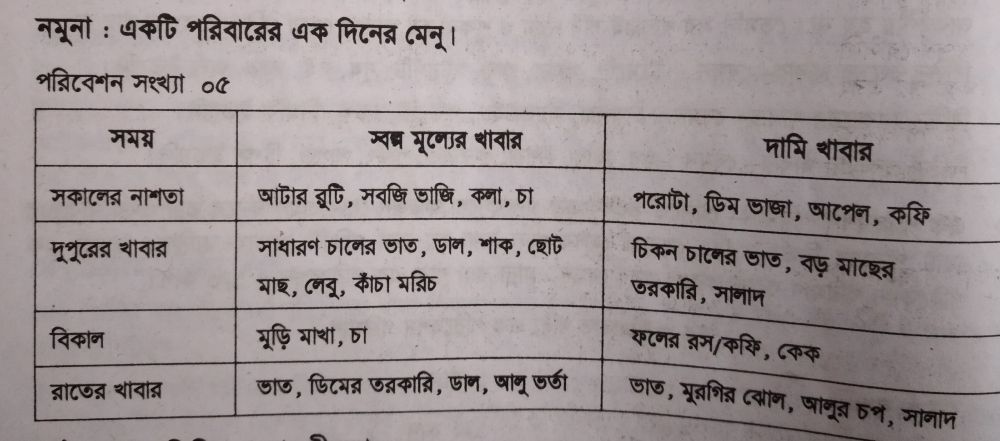 নমুনা : একটি পরিবারের এক দিনের মেনু।
পরিবেশন সংখ্যা ০৫
সময়
স্বল্প মূল্যের খাবার
দামি খাবার
সকালের নাশতা
আটার রুটি, সবজি ভাজি, কলা, চা
পরোটা, ডিম ভাজা, আপেল, কফি
দুপুরের খাবার
সাধারণ চালের ভাত, ডাল, শাক, ছোট
মাছ, লেবু, কাঁচা মরিচ
চিকন চালের ভাত, বড় মাছের
তরকারি, সালাদ
বিকাল
মুড়ি মাখা, চা
ফলের রস/কফি, কেক
রাতের খাবার
ভাত, ডিমের তরকারি, ডাল, আলু ভর্তা
ভাত, মুরগির ঝোল, আলুর চপ, সালাদ